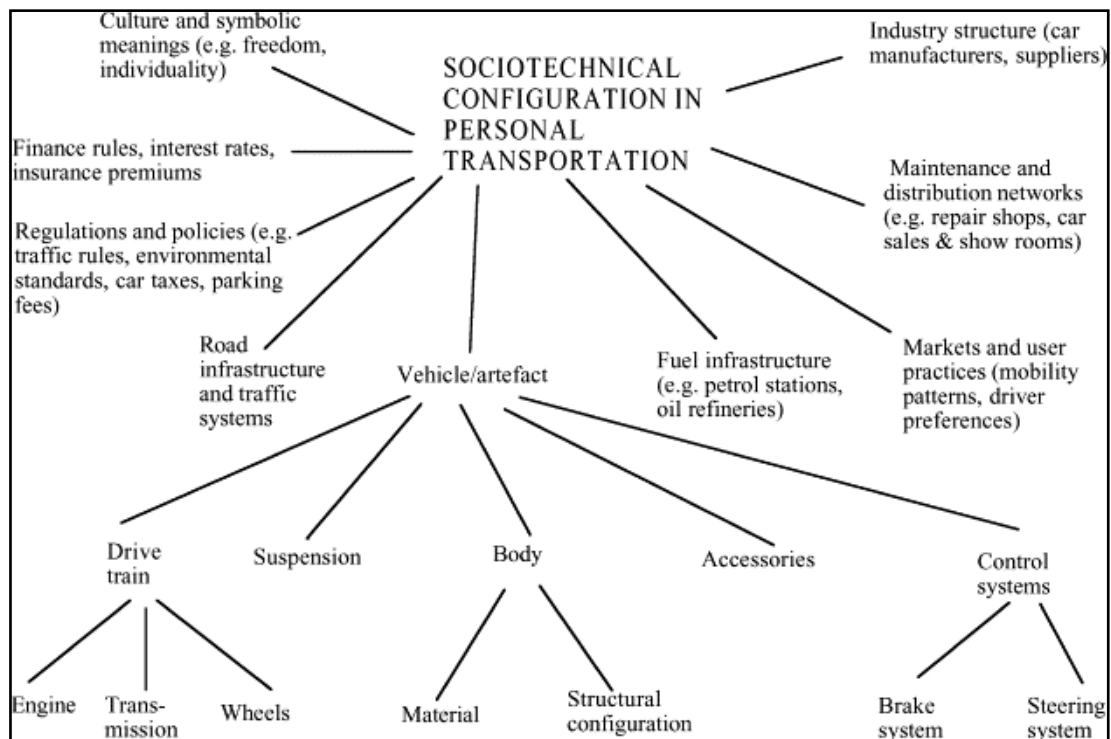 Culture and symbolic
meanings (e.g. freedom,
individuality)
SOCIOTECHNICAL
CONFIGURATION IN
PERSONAL
TRANSPORTATION
Industry structure (car
manufacturers, suppliers)
Finance rules, interest rates,
insurance premiums
Maintenance and
distribution networks
(e.g. repair shops, car
sales & show rooms)
Regulations and policies (e.g.
traffic rules, environmental
standards, car taxes, parking
fees)
Road
infrastructure
and traffic
systems
Vehicle/artefact
Fuel infrastructure
(e.g. petrol stations,
oil refineries)
Markets and user
practices (mobility
patterns, driver
preferences)
Drive
train
Suspension
Body
Accessories
Control
systems
Engine
Trans-
mission
Wheels
Material
Structural
configuration
Brake
system
Steering
system